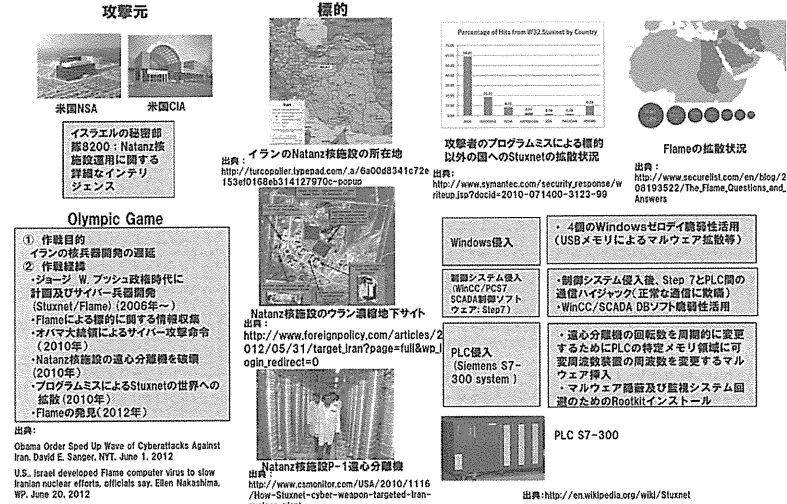 攻撃元
米国NSA
米国CIA
イスラエルの秘密部
隊8200：Natanz核
施設運用に関する
詳細なインテリ
ジェンス
Olympic Game
① 作戦目的
イランの核兵器開発の遅延
② 作戦経緯
・ジョージ W. ブッシュ政権時代に
計画及びサイバー兵器開発
(Stuxnet/Flame) (2006年～)
・Flameによる標的に関する情報収集
・オバマ大統領によるサイバー攻撃命令
(2010年)
・Natanz核施設の遠心分離機を破壊
(2010年)
・プログラムミスによるStuxnetの世界への
拡散(2010年)
・Flameの発見(2012年)
出典：
Obama Order Sped Up Wave of Cyberattacks Against
Iran, David E. Sanger, NYT, June 1, 2012
U.S., Israel developed Flame computer virus to slow
Iranian nuclear efforts, officials say, Ellen Nakashima,
WP, June 20, 2012
標的
イランのNatanz核施設の所在地
出典：
http://turcopolier.typepad.com/.a/6a00d8341c72e
153ef0168eb314127970c-popup
Natanz核施設のウラン濃縮地下サイト
出典：
http://www.foreignpolicy.com/articles/2
012/05/31/target_iran?page=full&wp_l
ogin_redirect=0
Natanz核施設P-1遠心分離機
出典：
http://www.csmonitor.com/USA/2010/1116
/How-Stuxnet-cyber-weapon-targeted-Iran-
Percentage of Hits from W32.Stuxnet by Country
攻撃者のプログラムミスによる標的
以外の国へのStuxnetの拡散状況
出典：
http://www.symantec.com/security_response/w
riteup.jsp?docid=2010-071400-3123-99
Flameの拡散状況
出典：
http://www.securelist.com/en/blog/2
08193522/The_Flame_Questions_and_
Answers
Windows侵入
・ 4個のWindowsゼロデイ脆弱性活用
(USBメモリによるマルウェア拡散等)
制御システム侵入
(WinCC/PCS7
SCADA制御ソフト
ウェア: Step7)
・制御システム侵入後、Step 7とPLC間の
通信ハイジャック(正常な通信に欺瞞)
・WinCC/SCADA DBソフト脆弱性活用
PLC侵入
(Siemens S7-
300 system )
・ 遠心分離機の回転数を周期的に変更
するためにPLCの特定メモリ領域に可
変周波数装置の周波数を変更するマル
ウェア挿入
・ マルウェア隠蔽及び監視システム回
避のためのRootkitインストール
PLC S7-300
出典:http://en.wikipedia.org/wiki/Stuxnet